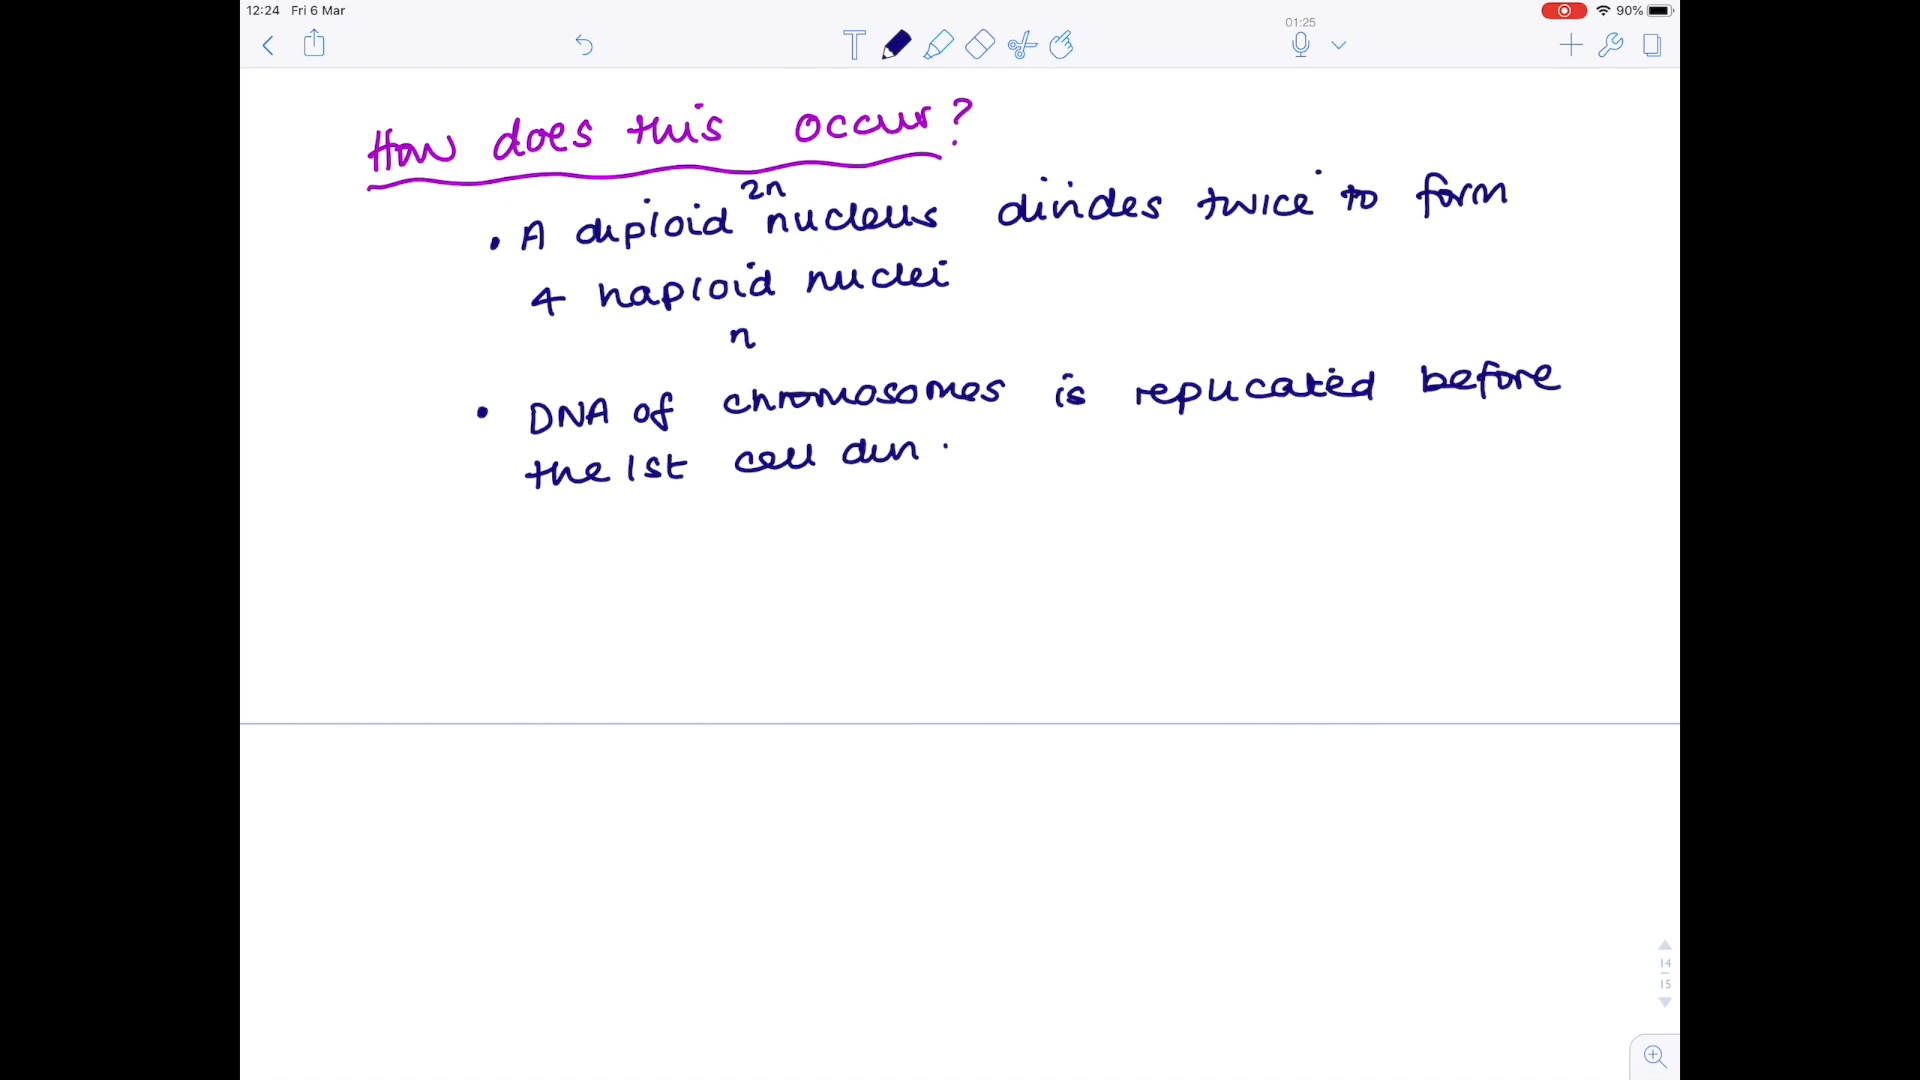 12:24 Fri 6 Mar
90%
01:25
T
How does this occur?
2n
• A diploid nucleus divides twice to form
4 haploid nuclei
n
• DNA of chromosomes is replicated before
the 1st cell divn.
14
15